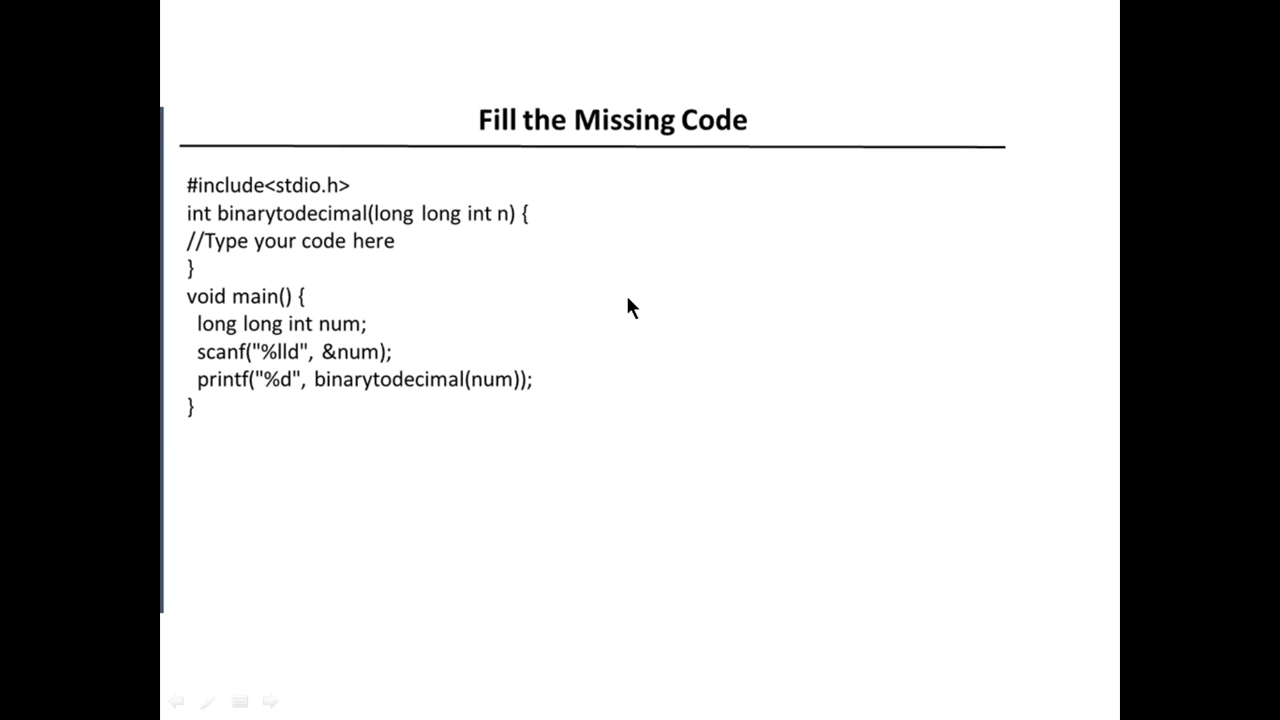 Fill the Missing Code
#include<stdio.h>
int binarytodecimal(long long int n) {
//Type your code here
}
void main() {
long long int num;
scanf("%lld", &num);
printf("%d", binarytodecimal(num));
}